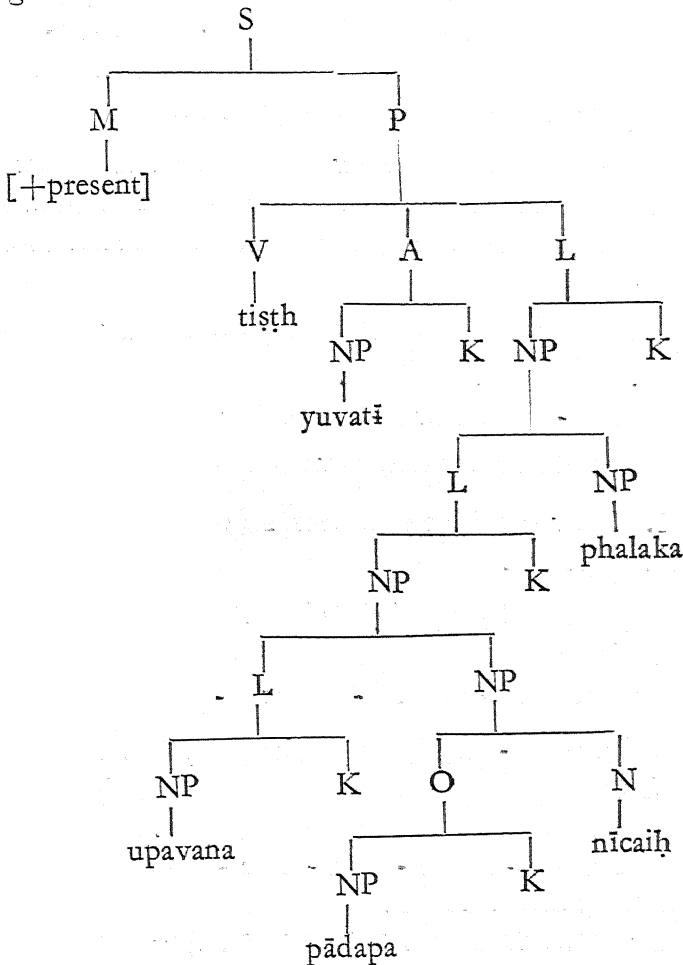 S
M P
[+present]
V A L
tiṣṭh
NP K NP K
yuvatī
L NP
phalaka
NP K
L NP
NP K O N
upavana nīcaiḥ
NP K
pādapa